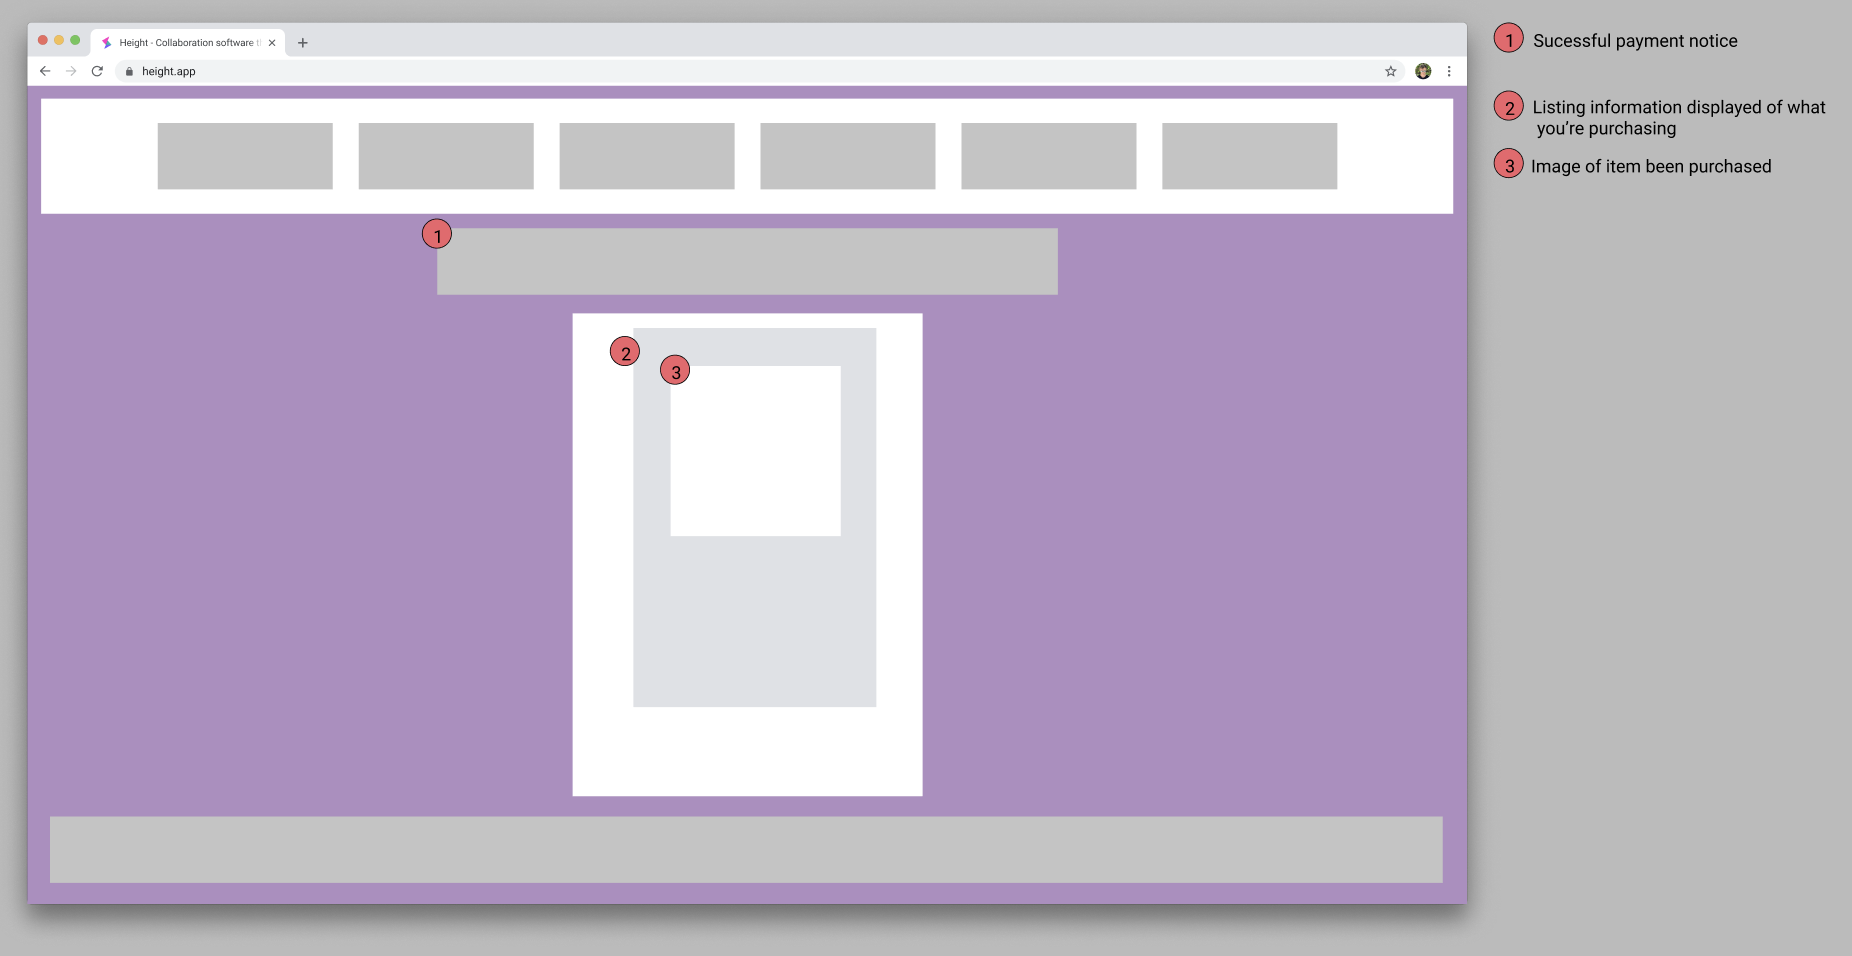 Height - Collaboration software
height.app
1 Sucessful payment notice
2 Listing information displayed of what
you're purchasing
3 Image of item been purchased
1
2
3